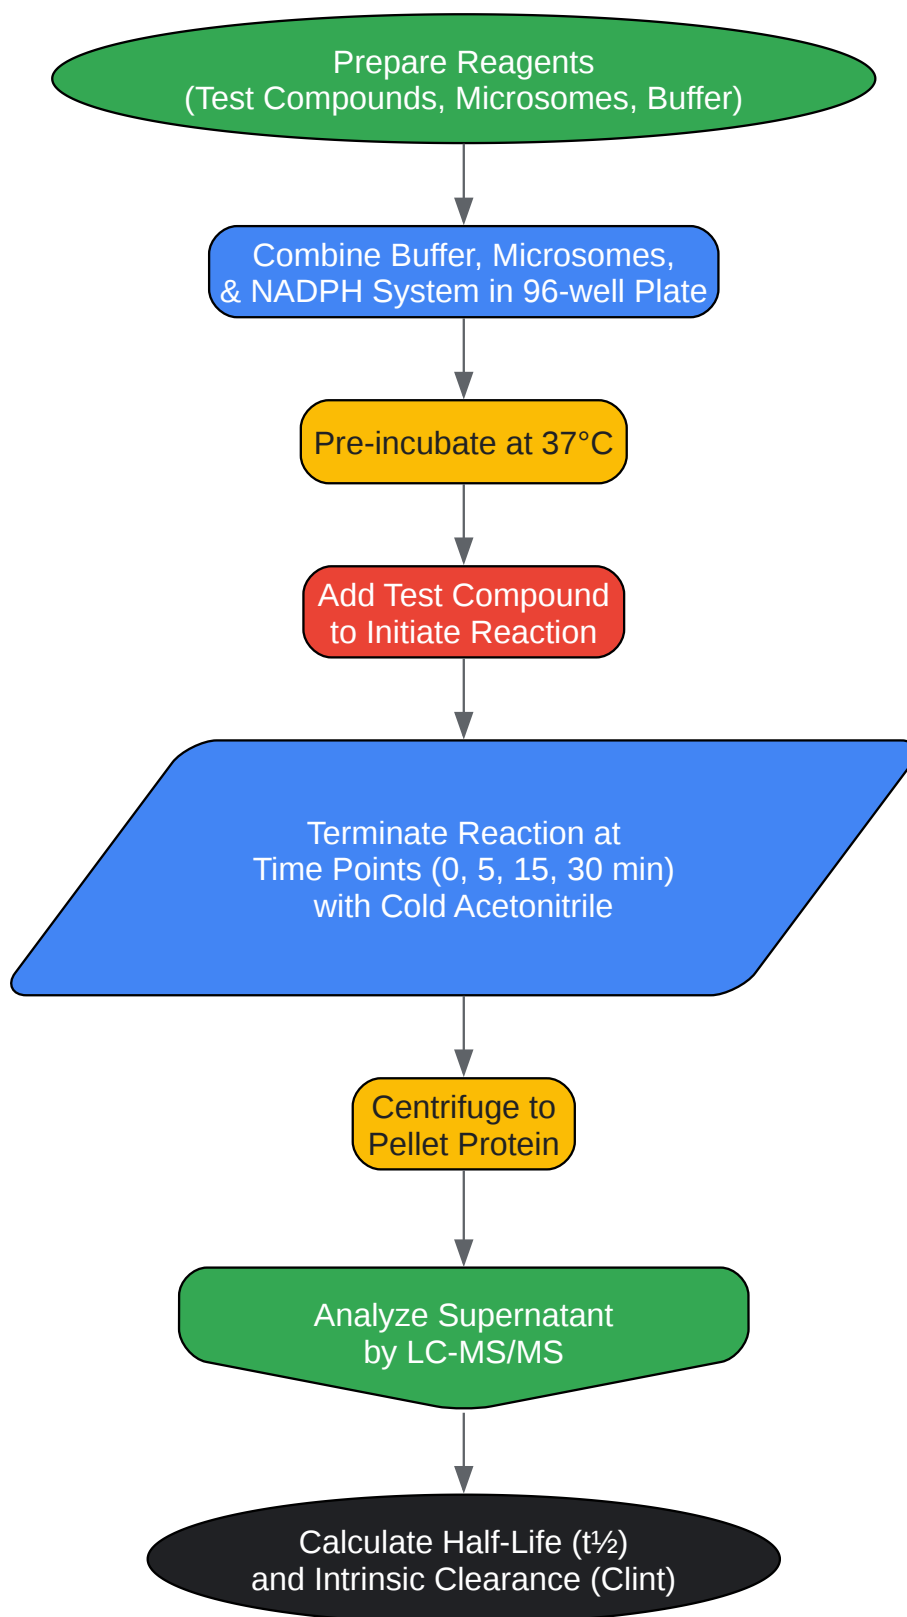 Prepare Reagents
(Test Compounds, Microsomes, Buffer)
Combine Buffer, Microsomes,
& NADPH System in 96-well Plate
Pre-incubate at 37°C
Add Test Compound
to Initiate Reaction
Terminate Reaction at
Time Points (0, 5, 15, 30 min)
with Cold Acetonitrile
Centrifuge to
Pellet Protein
Analyze Supernatant
by LC-MS/MS
Calculate Half-Life (t½)
and Intrinsic Clearance (Clint)